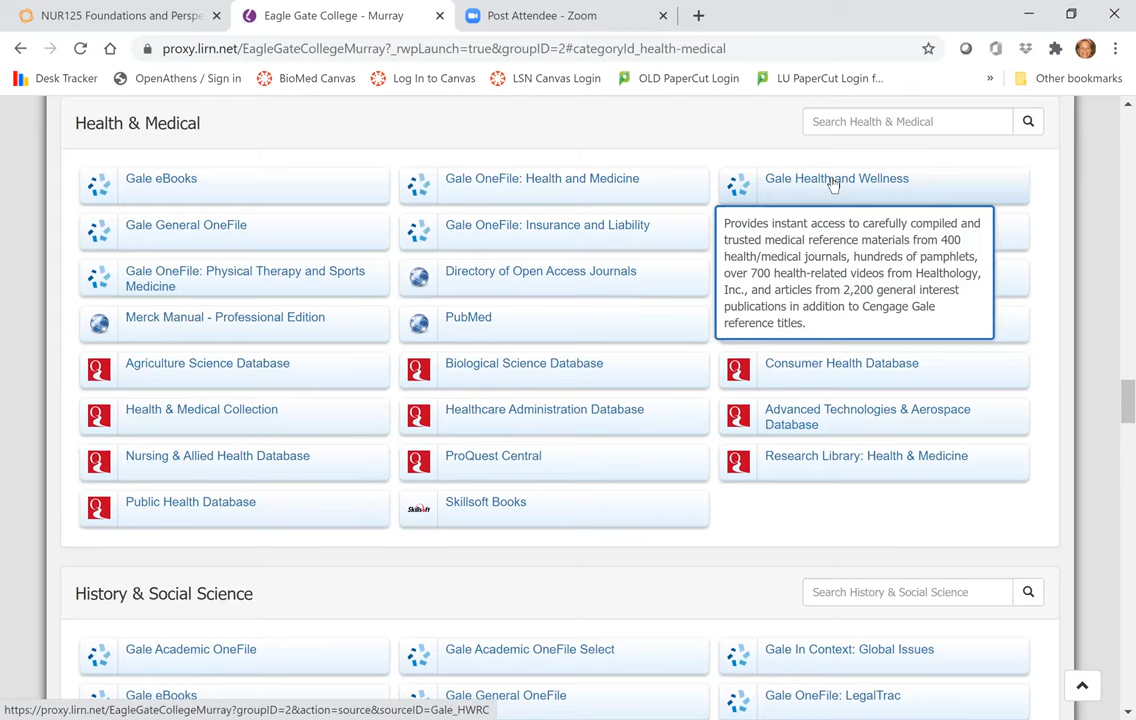 NUR125 Foundations and Perspe
Eagle Gate College - Murray
Post Attendee - Zoom
proxy.lirn.net/EagleGateCollegeMurray?_rwpLaunch=true&groupID=2#categoryId_health-medical
Desk Tracker
OpenAthens / Sign in
BioMed Canvas
Log In to Canvas
LSN Canvas Login
OLD PaperCut Login
LU PaperCut Login f...
»
Other bookmarks
Health & Medical
Search Health & Medical
Gale eBooks
Gale OneFile: Health and Medicine
Gale Health and Wellness
Gale General OneFile
Gale OneFile: Insurance and Liability
Provides instant access to carefully compiled and
trusted medical reference materials from 400
health/medical journals, hundreds of pamphlets,
over 700 health-related videos from Healthology,
Inc., and articles from 2,200 general interest
publications in addition to Cengage Gale
reference titles.
Gale OneFile: Physical Therapy and Sports
Medicine
Directory of Open Access Journals
Merck Manual - Professional Edition
PubMed
Agriculture Science Database
Biological Science Database
Consumer Health Database
Health & Medical Collection
Healthcare Administration Database
Advanced Technologies & Aerospace
Database
Nursing & Allied Health Database
ProQuest Central
Research Library: Health & Medicine
Public Health Database
Skillsoft
Skillsoft Books
History & Social Science
Search History & Social Science
Gale Academic OneFile
Gale Academic OneFile Select
Gale In Context: Global Issues
Gale eBooks
Gale General OneFile
Gale OneFile: LegalTrac
https://proxy.lirn.net/EagleGateCollegeMurray?groupID=2&action=source&sourceID=Gale_HWRC